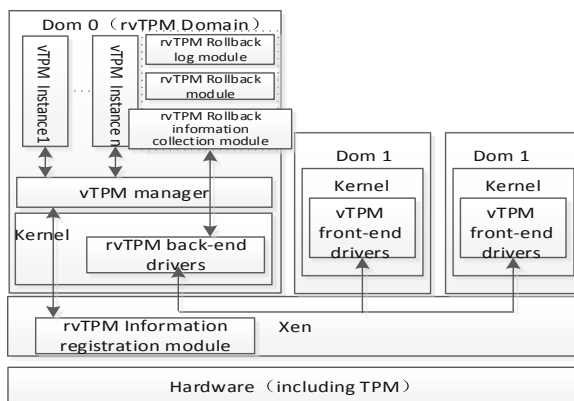 Dom 0（rvTPM Domain）
vTPM Instance1
vTPM Instance n
rvTPM Rollback
log module
rvTPM Rollback
module
rvTPM Rollback
information
collection module
vTPM manager
Kernel
rvTPM back-end
drivers
Dom 1
Kernel
vTPM
front-end
drivers
Dom 1
Kernel
vTPM
front-end
drivers
rvTPM Information
registration module
Xen
Hardware（including TPM）